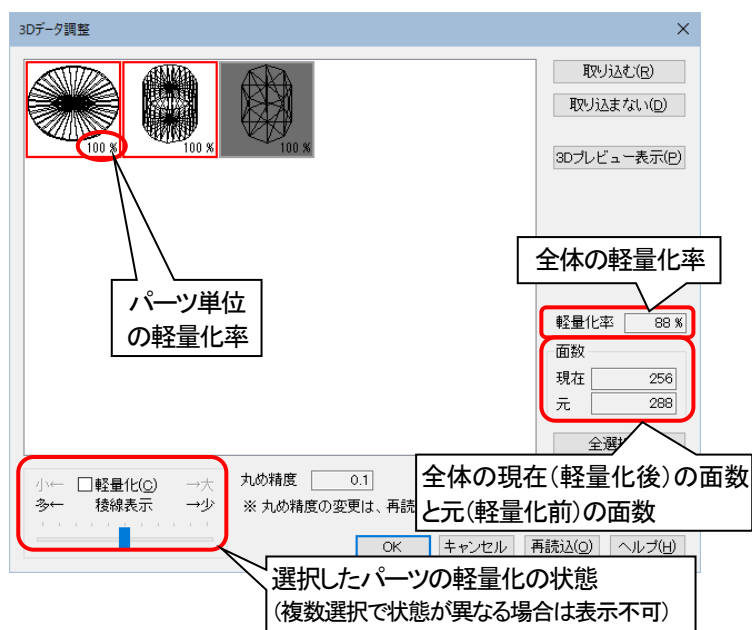 3Dデータ調整
100 %
100 %
100 %
取り込む(R)
取り込まない(D)
3Dプレビュー表示(P)
全体の軽量化率
パーツ単位
の軽量化率
軽量化率 88 %
面数
現在 256
元 288
全選
小← □軽量化(C) →大
多← 稜線表示 →少
丸め精度 0.1
※ 丸め精度の変更は、再読
全体の現在(軽量化後)の面数
と元(軽量化前)の面数
OK キャンセル 再読込(O) ヘルプ(H)
選択したパーツの軽量化の状態
(複数選択で状態が異なる場合は表示不可)